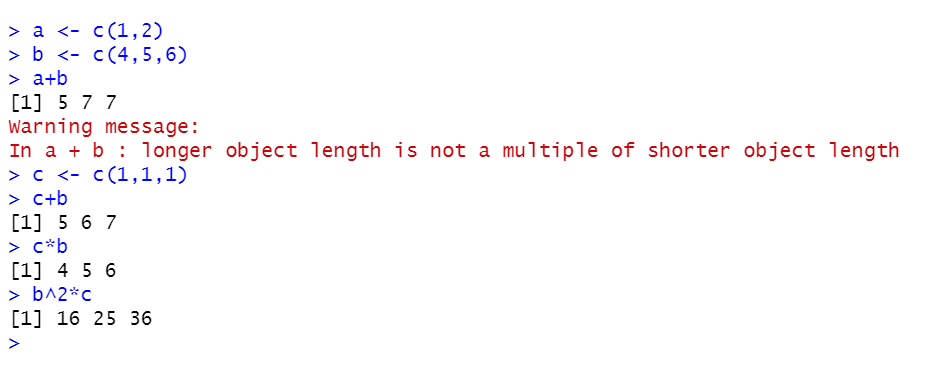 > a <- c(1,2)
> b <- c(4,5,6)
> a+b
[1] 5 7 7
Warning message:
In a + b : longer object length is not a multiple of shorter object length
> c <- c(1,1,1)
> c+b
[1] 5 6 7
> c*b
[1] 4 5 6
> b^2*c
[1] 16 25 36
>